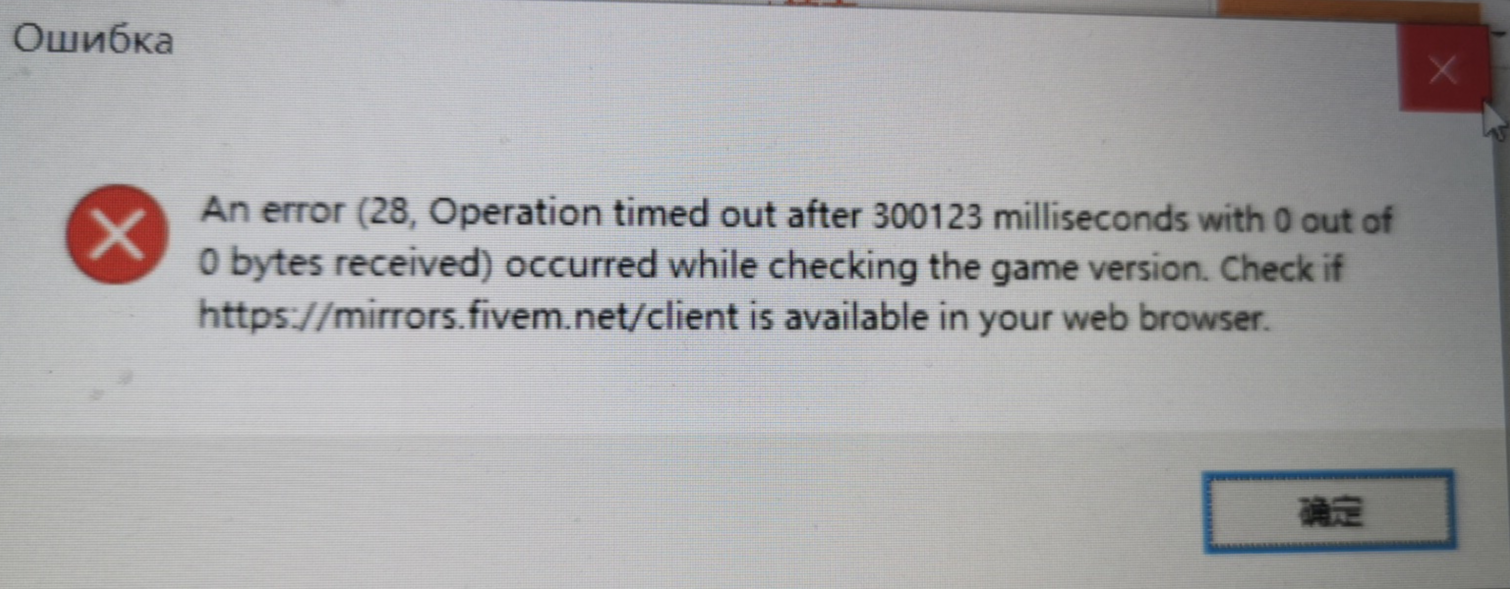 Ошибка
An error (28, Operation timed out after 300123 milliseconds with 0 out of
0 bytes received) occurred while checking the game version. Check if
https://mirrors.fivem.net/client is available in your web browser.
确定